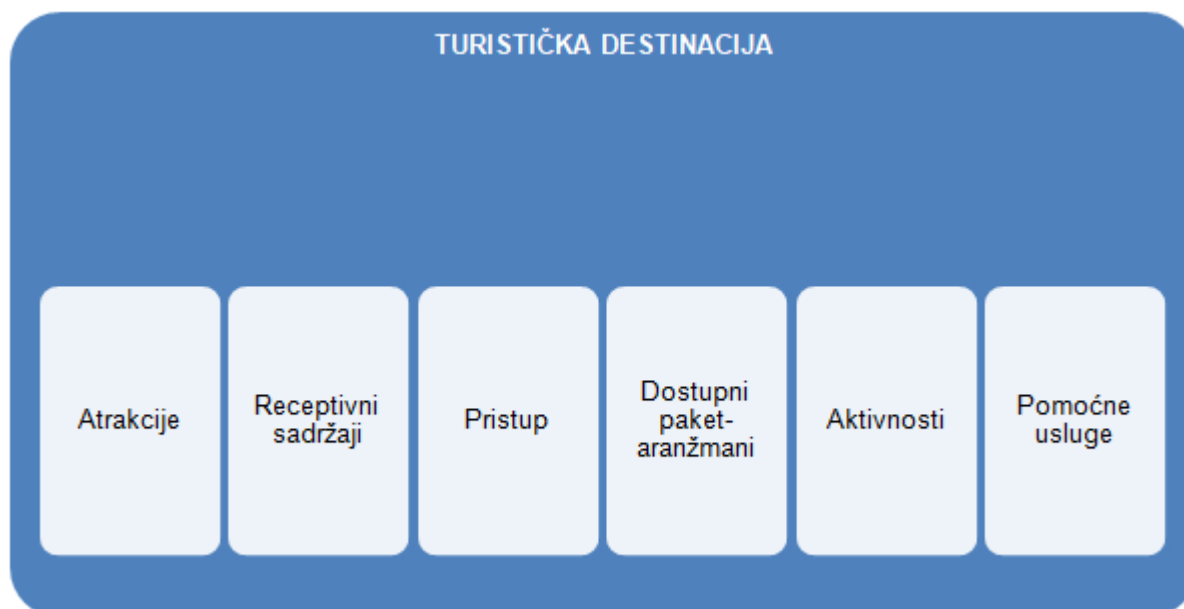 TURISTIČKA DESTINACIJA
Atrakcije
Receptivni
sadržaji
Pristup
Dostupni
paket-
aranžmani
Aktivnosti
Pomoćne
usluge